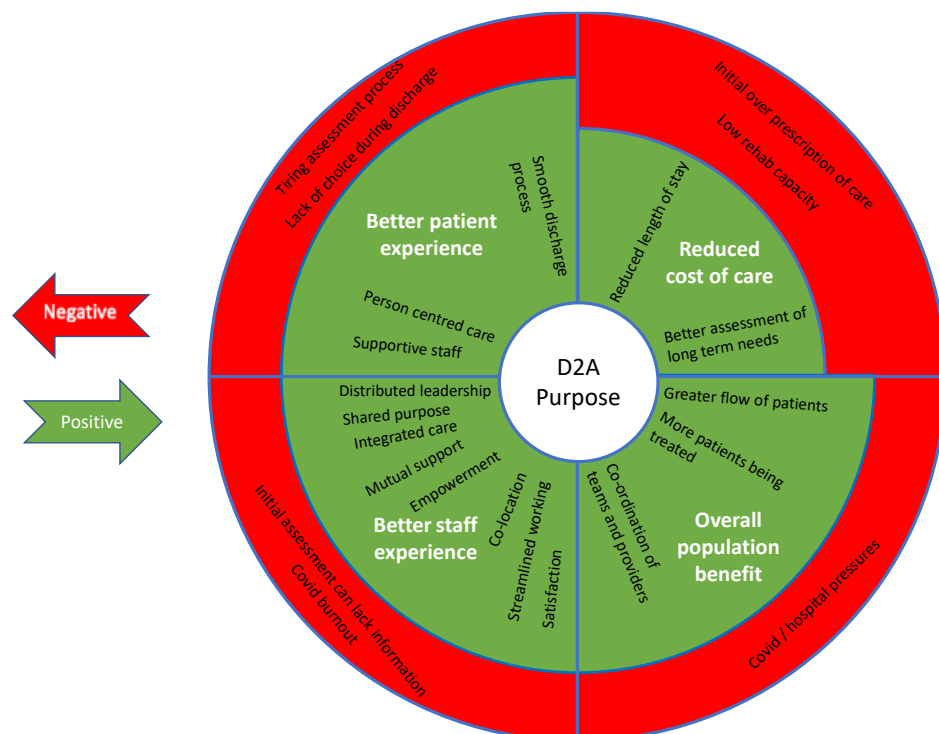 Tiring assessment process
Lack of choice during discharge
Smooth discharge
process
Better patient
experience
Person centred care
Supportive staff
Initial over prescription of care
Low rehab capacity
Reduced length of stay
Reduced
cost of care
Better assessment of
long term needs
Negative
Positive
D2A
Purpose
Distributed leadership
Shared purpose
Integrated care
Mutual support
Empowerment
Better staff
experience
Co-location
Streamlined working
Satisfaction
Initial assessment can lack information
Covid burnout
Greater flow of patients
More patients being
treated
Co-ordination of
teams and providers
Overall
population
benefit
Covid / hospital pressures